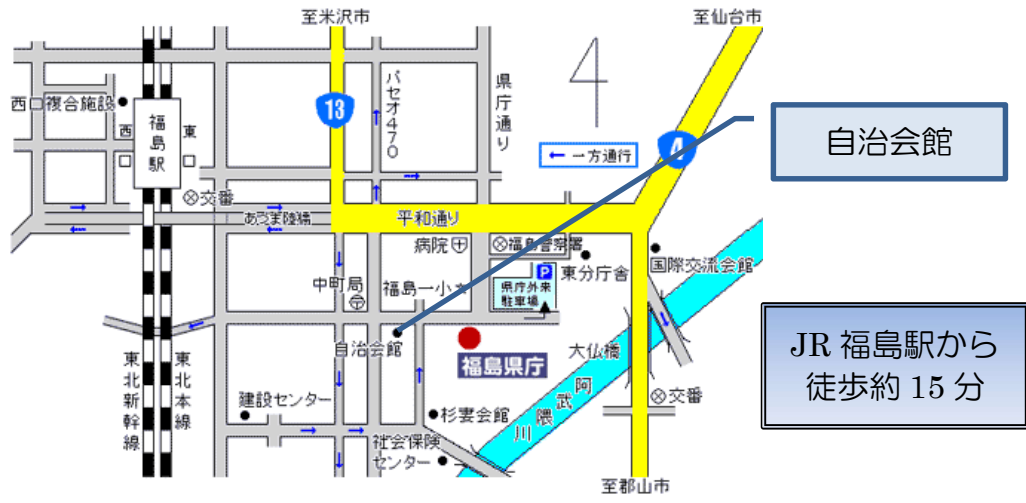 至米沢市
至仙台市
西口複合施設
福島駅
西口
東口
13
パセオ470
県庁通り
4
一方通行
自治会館
交番
あづま陸橋
平和通り
病院
福島警察署
東分庁舎
国際交流会館
中町局
福島一小
P
県庁外来
駐車場
自治会館
福島県庁
大仏橋
JR 福島駅から
徒歩約 15 分
東北新幹線
東北本線
建設センター
杉妻会館
阿武隈川
交番
社会保険
センター
至郡山市